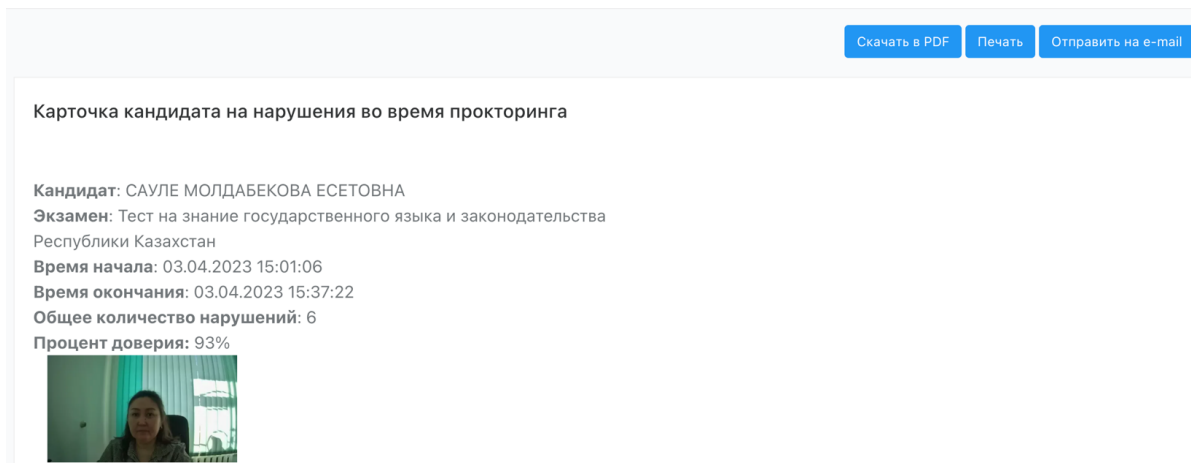 Скачать в PDF Печать Отправить на e-mail
Карточка кандидата на нарушения во время прокторинга
Кандидат: САУЛЕ МОЛДАБЕКОВА ЕСЕТОВНА
Экзамен: Тест на знание государственного языка и законодательства
Республики Казахстан
Время начала: 03.04.2023 15:01:06
Время окончания: 03.04.2023 15:37:22
Общее количество нарушений: 6
Процент доверия: 93%